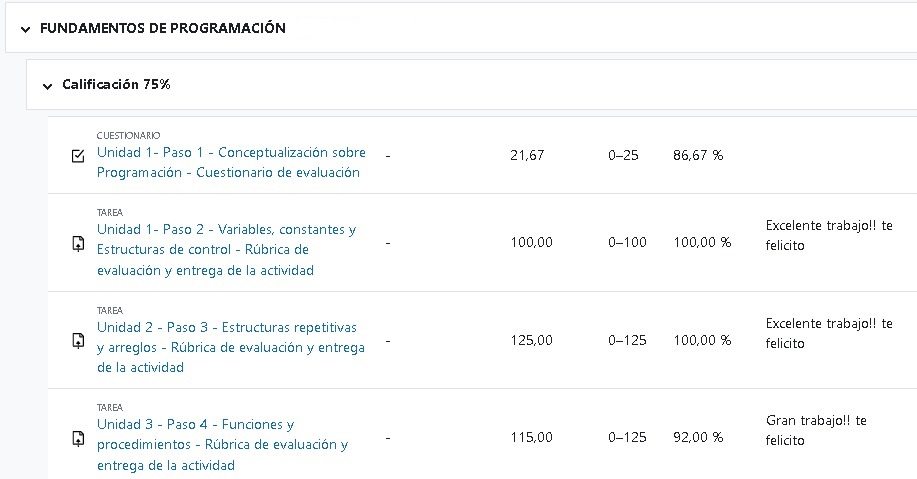 FUNDAMENTOS DE PROGRAMACIÓN
Calificación 75%
CUESTIONARIO
Unidad 1- Paso 1 - Conceptualización sobre
Programación - Cuestionario de evaluación
-
21,67
0–25
86,67 %
TAREA
Unidad 1- Paso 2 - Variables, constantes y
Estructuras de control - Rúbrica de
evaluación y entrega de la actividad
-
100,00
0–100
100,00 %
Excelente trabajo!! te
felicito
TAREA
Unidad 2 - Paso 3 - Estructuras repetitivas
y arreglos - Rúbrica de evaluación y entrega
de la actividad
-
125,00
0–125
100,00 %
Excelente trabajo!! te
felicito
TAREA
Unidad 3 - Paso 4 - Funciones y
procedimientos - Rúbrica de evaluación y
entrega de la actividad
-
115,00
0–125
92,00 %
Gran trabajo!! te
felicito